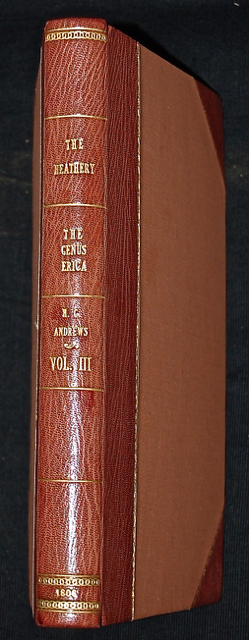 THE
HEATHERY
THE
GENUS
ERICA
ANDREWS
VOL. III